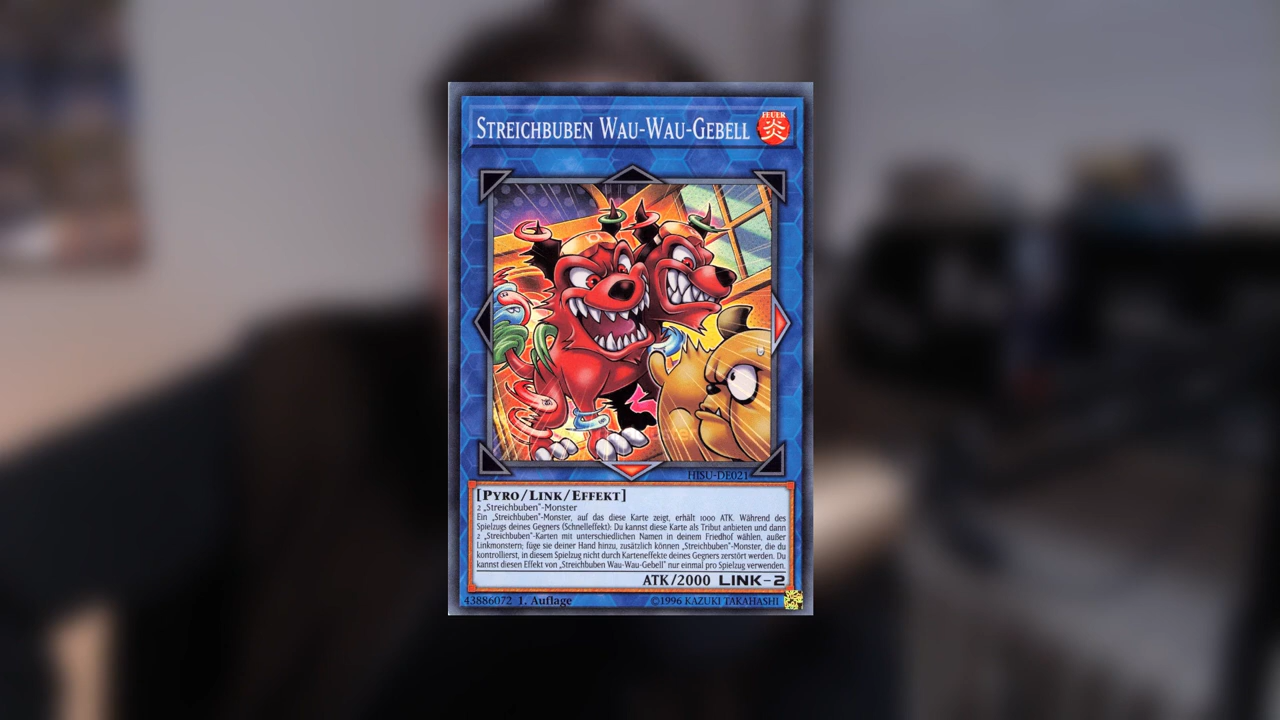 STREICHBUBEN WAU-WAU-GEBELL
FEUER
炎
HISU-DE021
[PYRO/LINK/EFFEKT]
2 „Streichbuben"-Monster
Ein „Streichbuben"-Monster, auf das diese Karte zeigt, erhält 1000 ATK. Während des
Spielzugs deines Gegners (Schnelleffekt): Du kannst diese Karte als Tribut anbieten und dann
2 „Streichbuben"-Karten mit unterschiedlichen Namen in deinem Friedhof wählen, außer
Linkmonstern; füge sie deiner Hand hinzu, zusätzlich können „Streichbuben"-Monster, die du
kontrollierst, in diesem Spielzug nicht durch Karteneffekte deines Gegners zerstört werden. Du
kannst diesen Effekt von „Streichbuben Wau-Wau-Gebell" nur einmal pro Spielzug verwenden.
ATK/2000 LINK-2
43886072 1. Auflage ©1996 KAZUKI TAKAHASHI